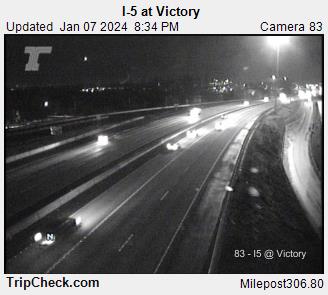 I-5 at Victory
Updated Jan 07 2024 8:34 PM Camera 83
T
N
83 - I5 @ Victory
TripCheck.com Milepost306.80